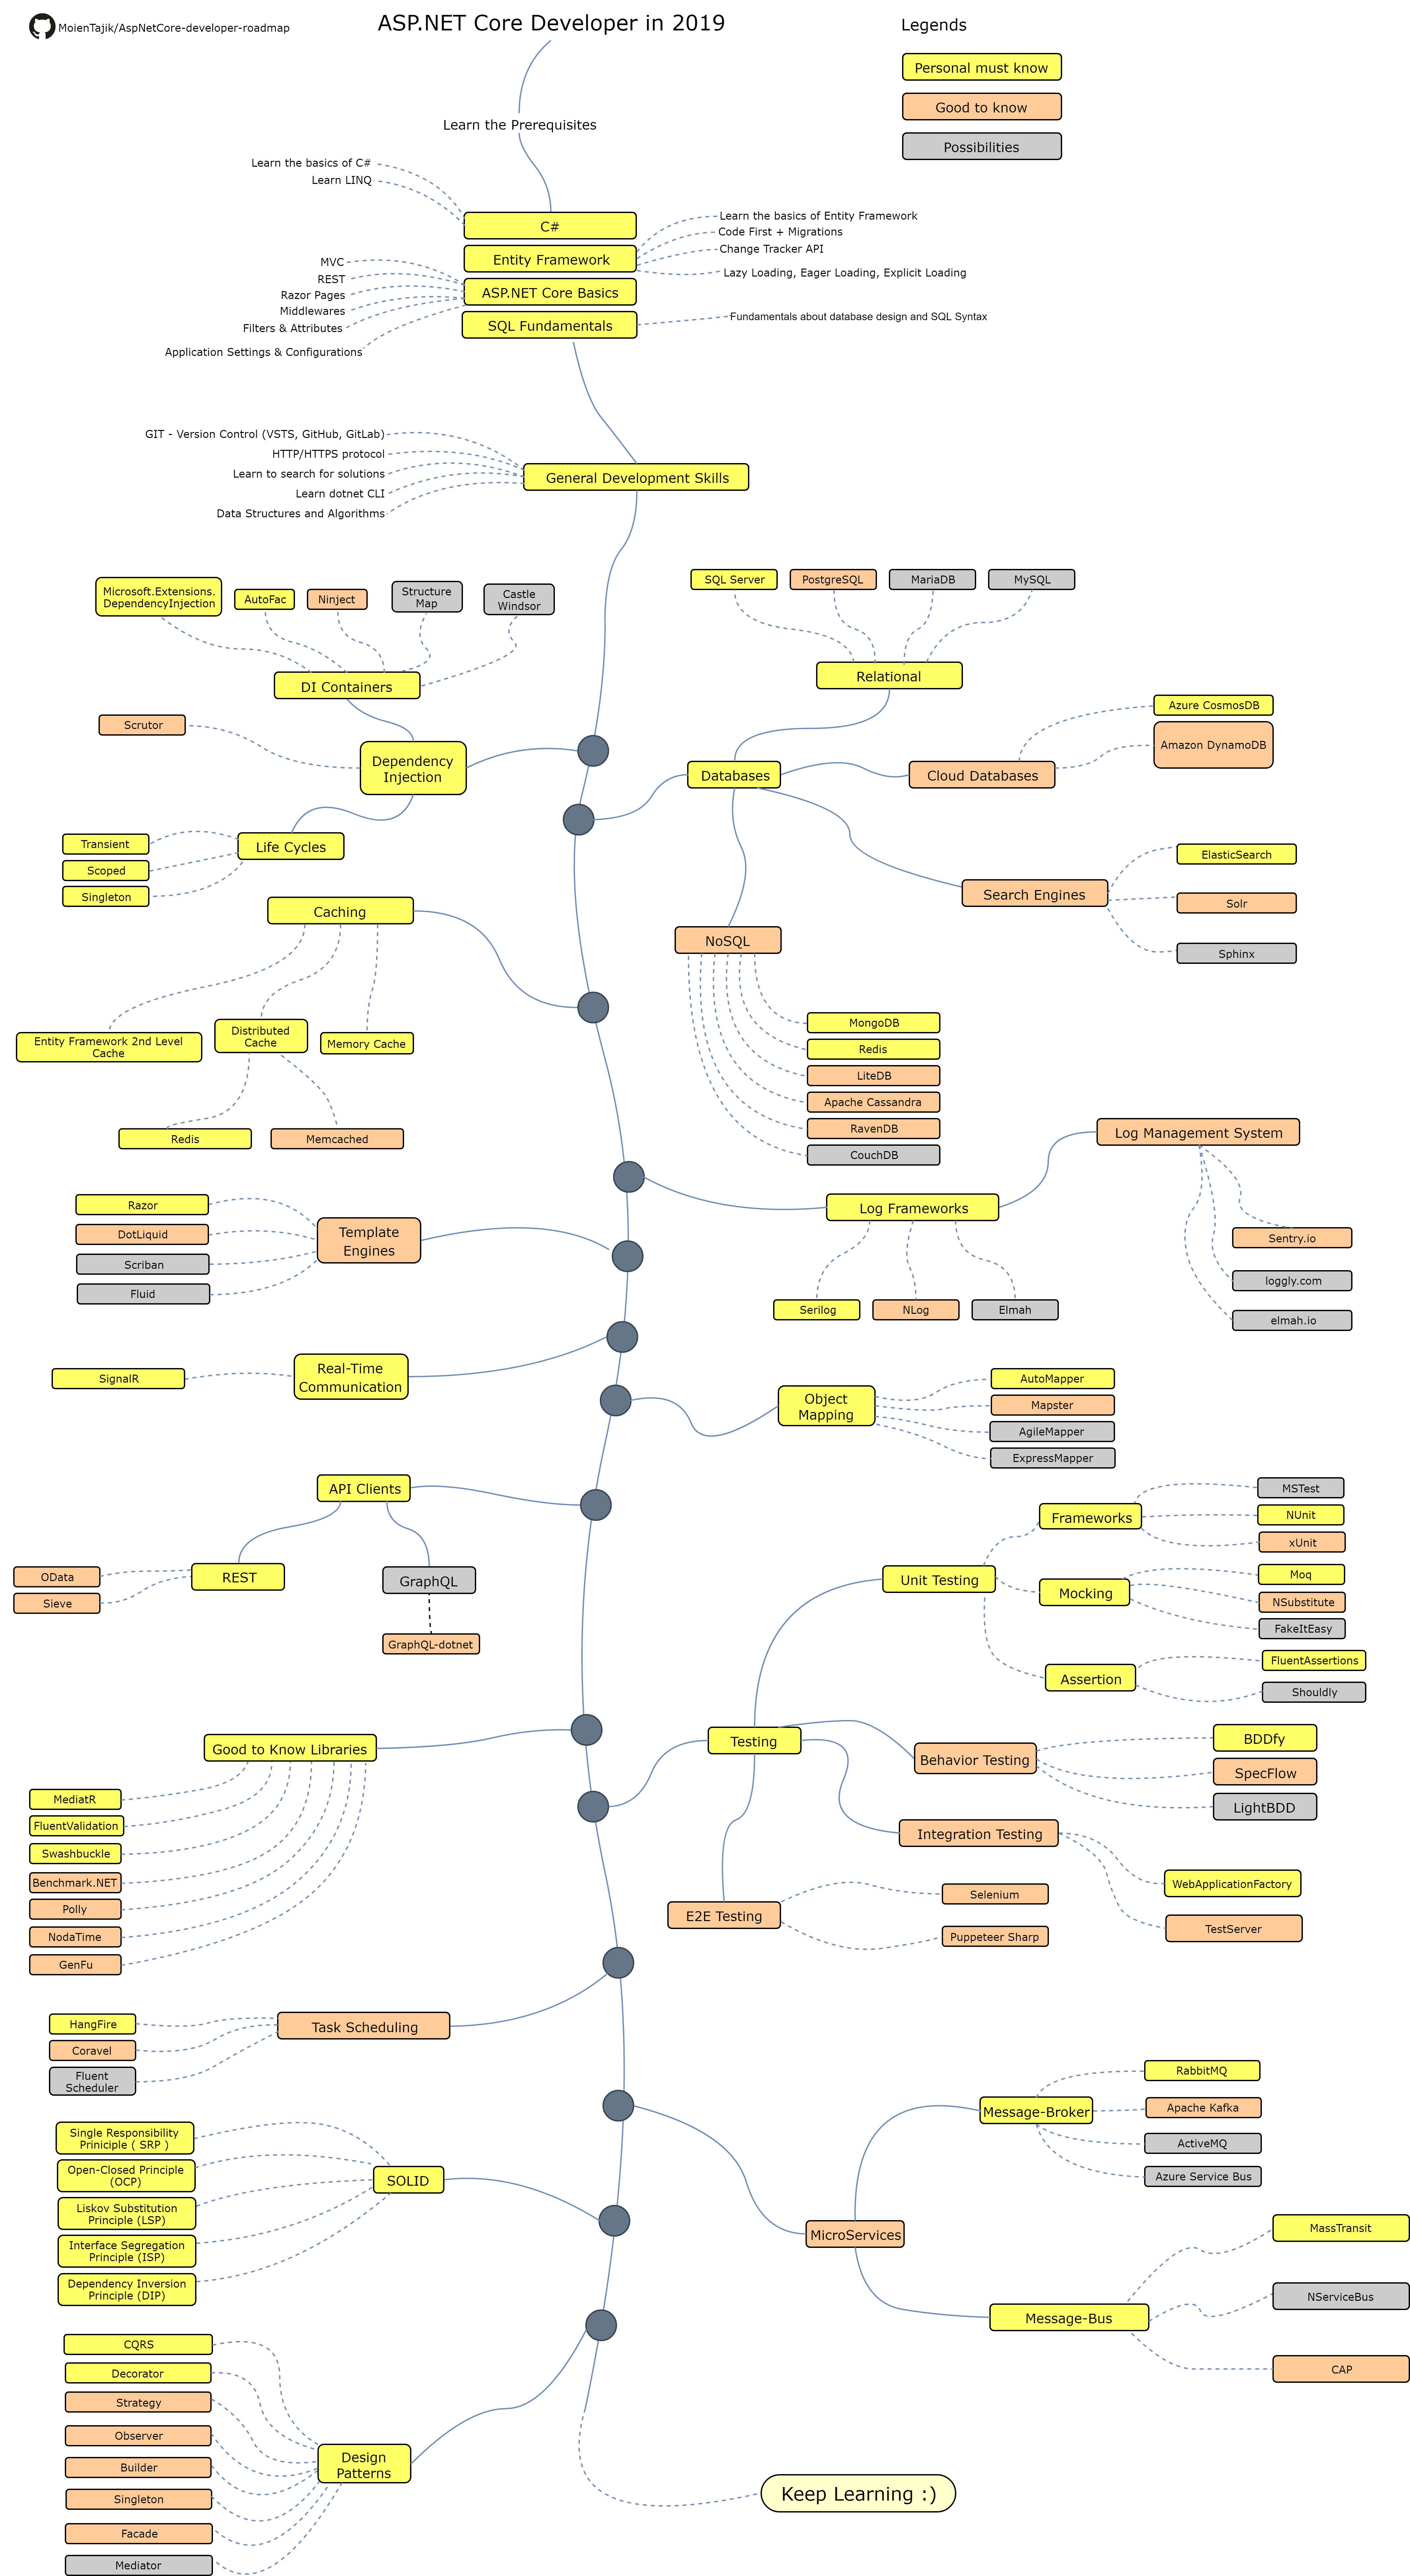 MoienTajik/AspNetCore-developer-roadmap
ASP.NET Core Developer in 2019
Legends
Personal must know
Good to know
Possibilities
Learn the Prerequisites
Learn the basics of C#
Learn LINQ
C#
Entity Framework
ASP.NET Core Basics
SQL Fundamentals
Learn the basics of Entity Framework
Code First + Migrations
Change Tracker API
Lazy Loading, Eager Loading, Explicit Loading
MVC
REST
Razor Pages
Middlewares
Filters & Attributes
Application Settings & Configurations
Fundamentals about database design and SQL Syntax
GIT - Version Control (VSTS, GitHub, GitLab)
HTTP/HTTPS protocol
Learn to search for solutions
Learn dotnet CLI
Data Structures and Algorithms
General Development Skills
Microsoft.Extensions.
DependencyInjection
AutoFac
Ninject
Structure
Map
Castle
Windsor
DI Containers
Scrutor
Dependency
Injection
Life Cycles
Transient
Scoped
Singleton
SQL Server
PostgreSQL
MariaDB
MySQL
Relational
Databases
Cloud Databases
Azure CosmosDB
Amazon DynamoDB
Search Engines
ElasticSearch
Solr
Sphinx
NoSQL
MongoDB
Redis
LiteDB
Apache Cassandra
RavenDB
CouchDB
Caching
Entity Framework 2nd Level
Cache
Distributed
Cache
Memory Cache
Redis
Memcached
Log Management System
Log Frameworks
Sentry.io
loggly.com
elmah.io
Serilog
NLog
Elmah
Razor
DotLiquid
Scriban
Fluid
Template
Engines
SignalR
Real-Time
Communication
Object
Mapping
AutoMapper
Mapster
AgileMapper
ExpressMapper
API Clients
REST
OData
Sieve
GraphQL
GraphQL-dotnet
Unit Testing
Frameworks
MSTest
NUnit
xUnit
Mocking
Moq
NSubstitute
FakeItEasy
Assertion
FluentAssertions
Shouldly
Testing
Behavior Testing
BDDfy
SpecFlow
LightBDD
Integration Testing
WebApplicationFactory
TestServer
E2E Testing
Selenium
Puppeteer Sharp
Good to Know Libraries
MediatR
FluentValidation
Swashbuckle
Benchmark.NET
Polly
NodaTime
GenFu
Task Scheduling
HangFire
Coravel
Fluent
Scheduler
Message-Broker
RabbitMQ
Apache Kafka
ActiveMQ
Azure Service Bus
MicroServices
Message-Bus
MassTransit
NServiceBus
CAP
SOLID
Single Responsibility
Priniciple ( SRP )
Open-Closed Principle
(OCP)
Liskov Substitution
Principle (LSP)
Interface Segregation
Principle (ISP)
Dependency Inversion
Principle (DIP)
CQRS
Decorator
Strategy
Observer
Builder
Singleton
Facade
Mediator
Design
Patterns
Keep Learning :)